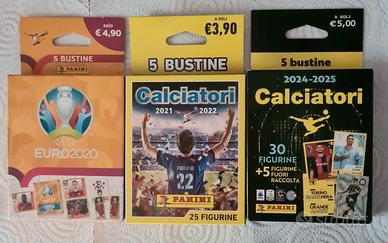 solo
€ 4,90
5 BUSTINE
PANINI
UEFA
EURO2020
A SOLI
€3,90
5 BUSTINE
Calciatori
2021 2022
FIGURINE
22
PANINI
25 FIGURINE
A SOLI
€5,00
5 bustine
2024-2025
Calciatori
30
FIGURINE
+5 FIGURINE
FUORI
RACCOLTA
PANINI